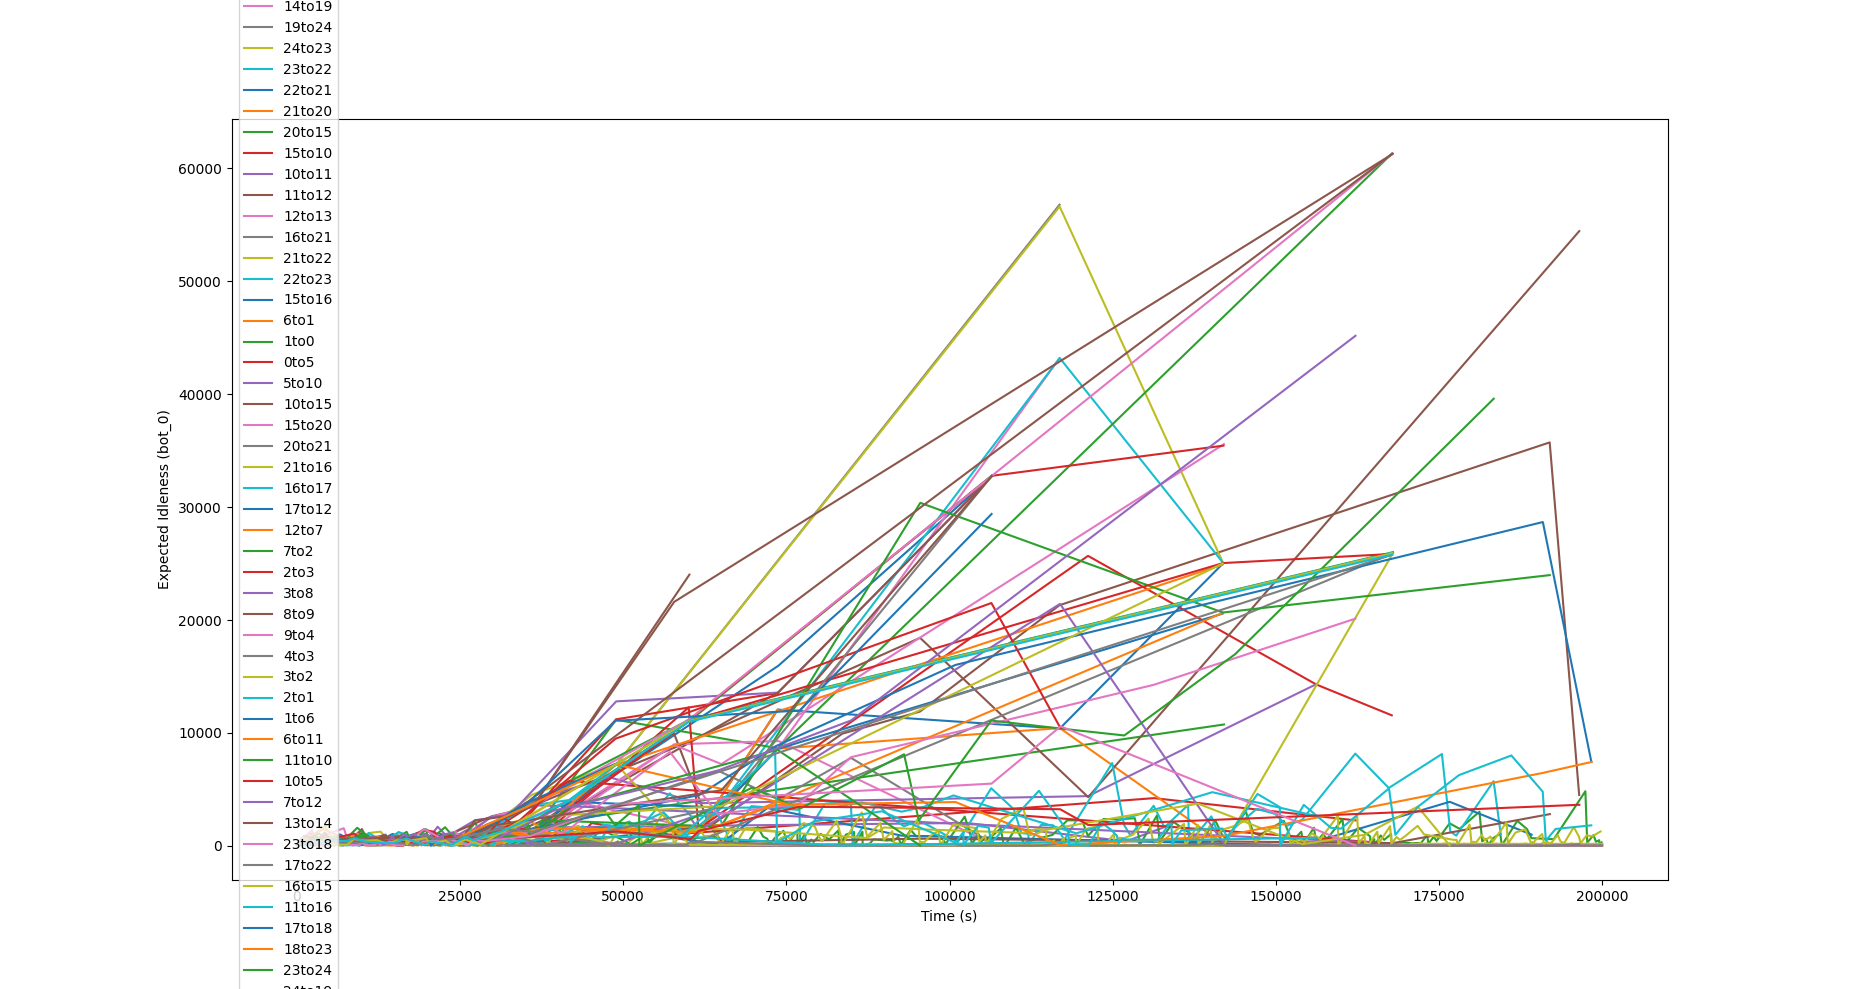 14to19
19to24
24to23
23to22
22to21
21to20
20to15
15to10
10to11
11to12
12to13
16to21
21to22
22to23
15to16
6to1
1to0
0to5
5to10
10to15
15to20
20to21
21to16
16to17
17to12
12to7
7to2
2to3
3to8
8to9
9to4
4to3
3to2
2to1
1to6
6to11
11to10
10to5
7to12
13to14
23to18
17to22
16to15
11to16
17to18
18to23
23to24
24to19
60000
50000
40000
30000
20000
10000
0
Expected Idleness (bot_0)
0 25000 50000 75000 100000 125000 150000 175000 200000
Time (s)